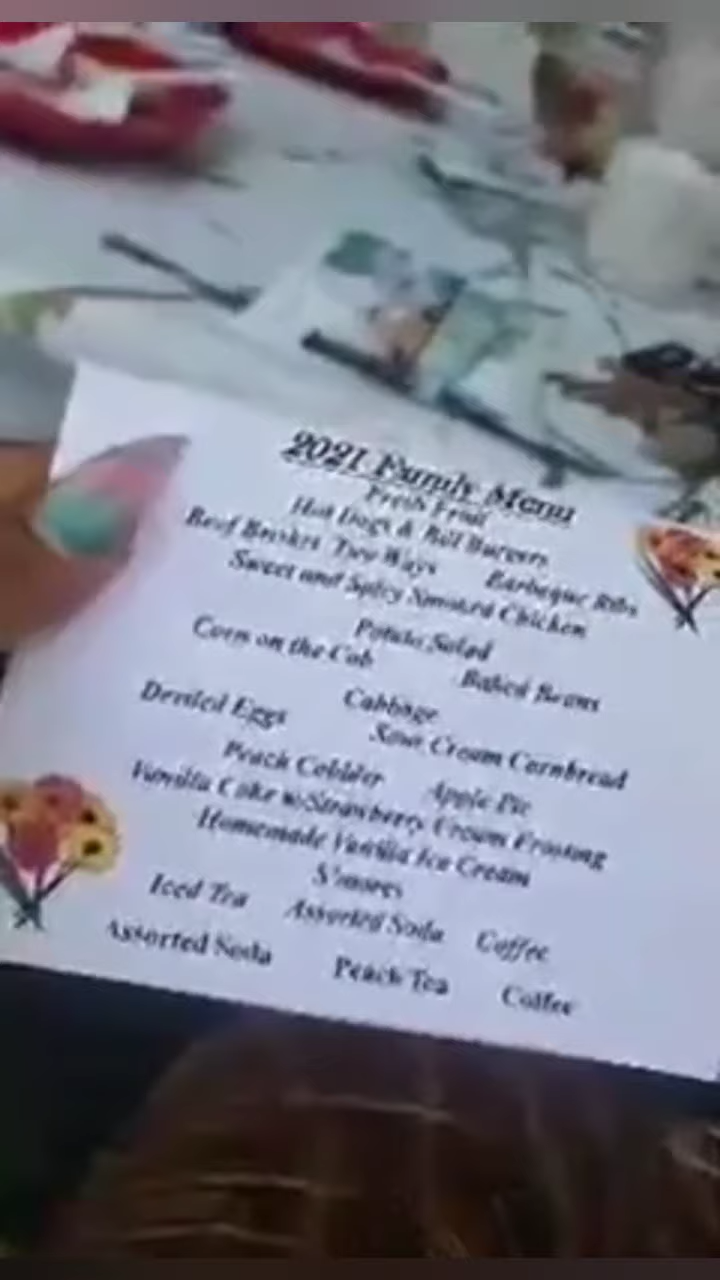 2021 Family Menu
Fresh Fruit
Hot Dogs & Burgers
Beef Brisket Two Ways Barbeque Ribs
Sweet and Spicy Smoked Chicken
Potato Salad
Corn on the Cob Baked Beans
Cabbage
Deviled Eggs Sour Cream Cornbread
Peach Cobbler Apple Pie
Vanilla Cake w/Strawberry Cream Frosting
Homemade Vanilla Ice Cream
S'mores
Iced Tea Assorted Soda Coffee
Assorted Soda Peach Tea Coffee